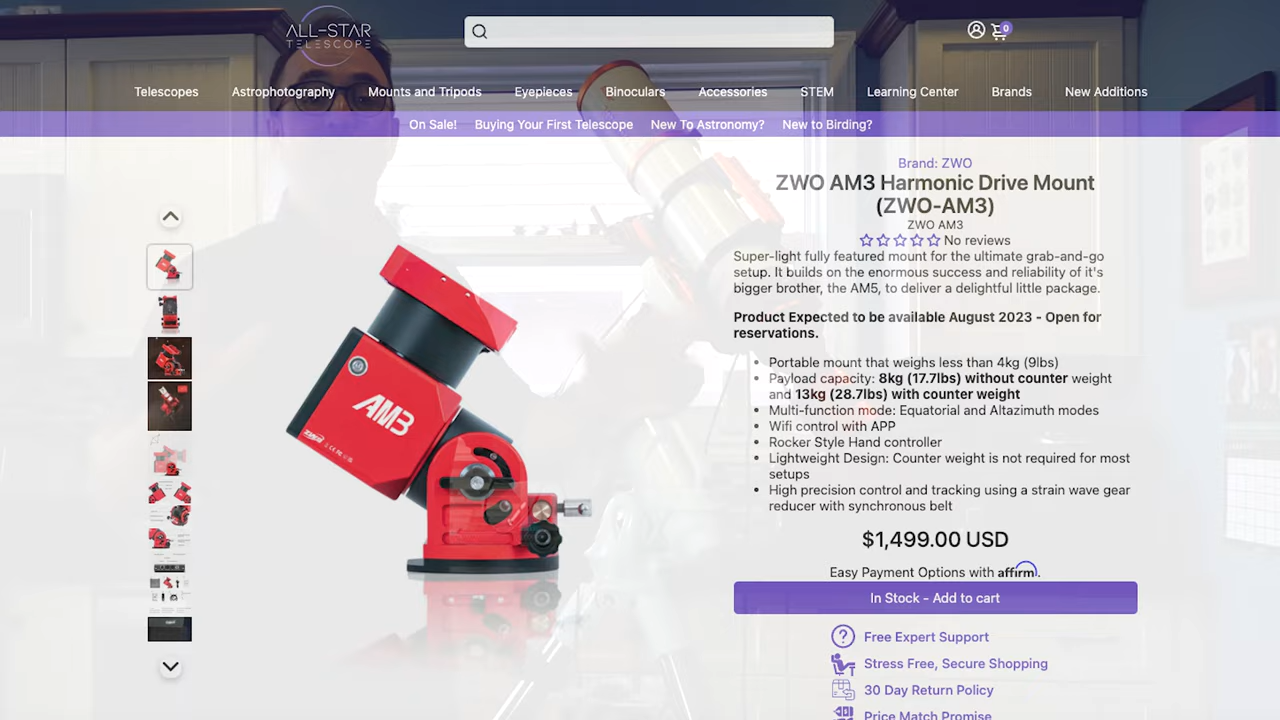 ALL-STAR
TELESCOPE
0
Telescopes Astrophotography Mounts and Tripods Eyepieces Binoculars Accessories STEM Learning Center Brands New Additions
On Sale! Buying Your First Telescope New To Astronomy? New to Birding?
Brand: ZWO
ZWO AM3 Harmonic Drive Mount
(ZWO-AM3)
ZWO AM3
No reviews
Super-light fully featured mount for the ultimate grab-and-go
setup. It builds on the enormous success and reliability of it's
bigger brother, the AM5, to deliver a delightful little package.
Product Expected to be available August 2023 - Open for
reservations.
Portable mount that weighs less than 4kg (9lbs)
Payload capacity: 8kg (17.7lbs) without counter weight
and 13kg (28.7lbs) with counter weight
Multi-function mode: Equatorial and Altazimuth modes
Wifi control with APP
Rocker Style Hand controller
Lightweight Design: Counter weight is not required for most
setups
High precision control and tracking using a strain wave gear
reducer with synchronous belt
$1,499.00 USD
Easy Payment Options with affirm.
In Stock - Add to cart
Free Expert Support
Stress Free, Secure Shopping
30 Day Return Policy
Price Match Promise
AM3